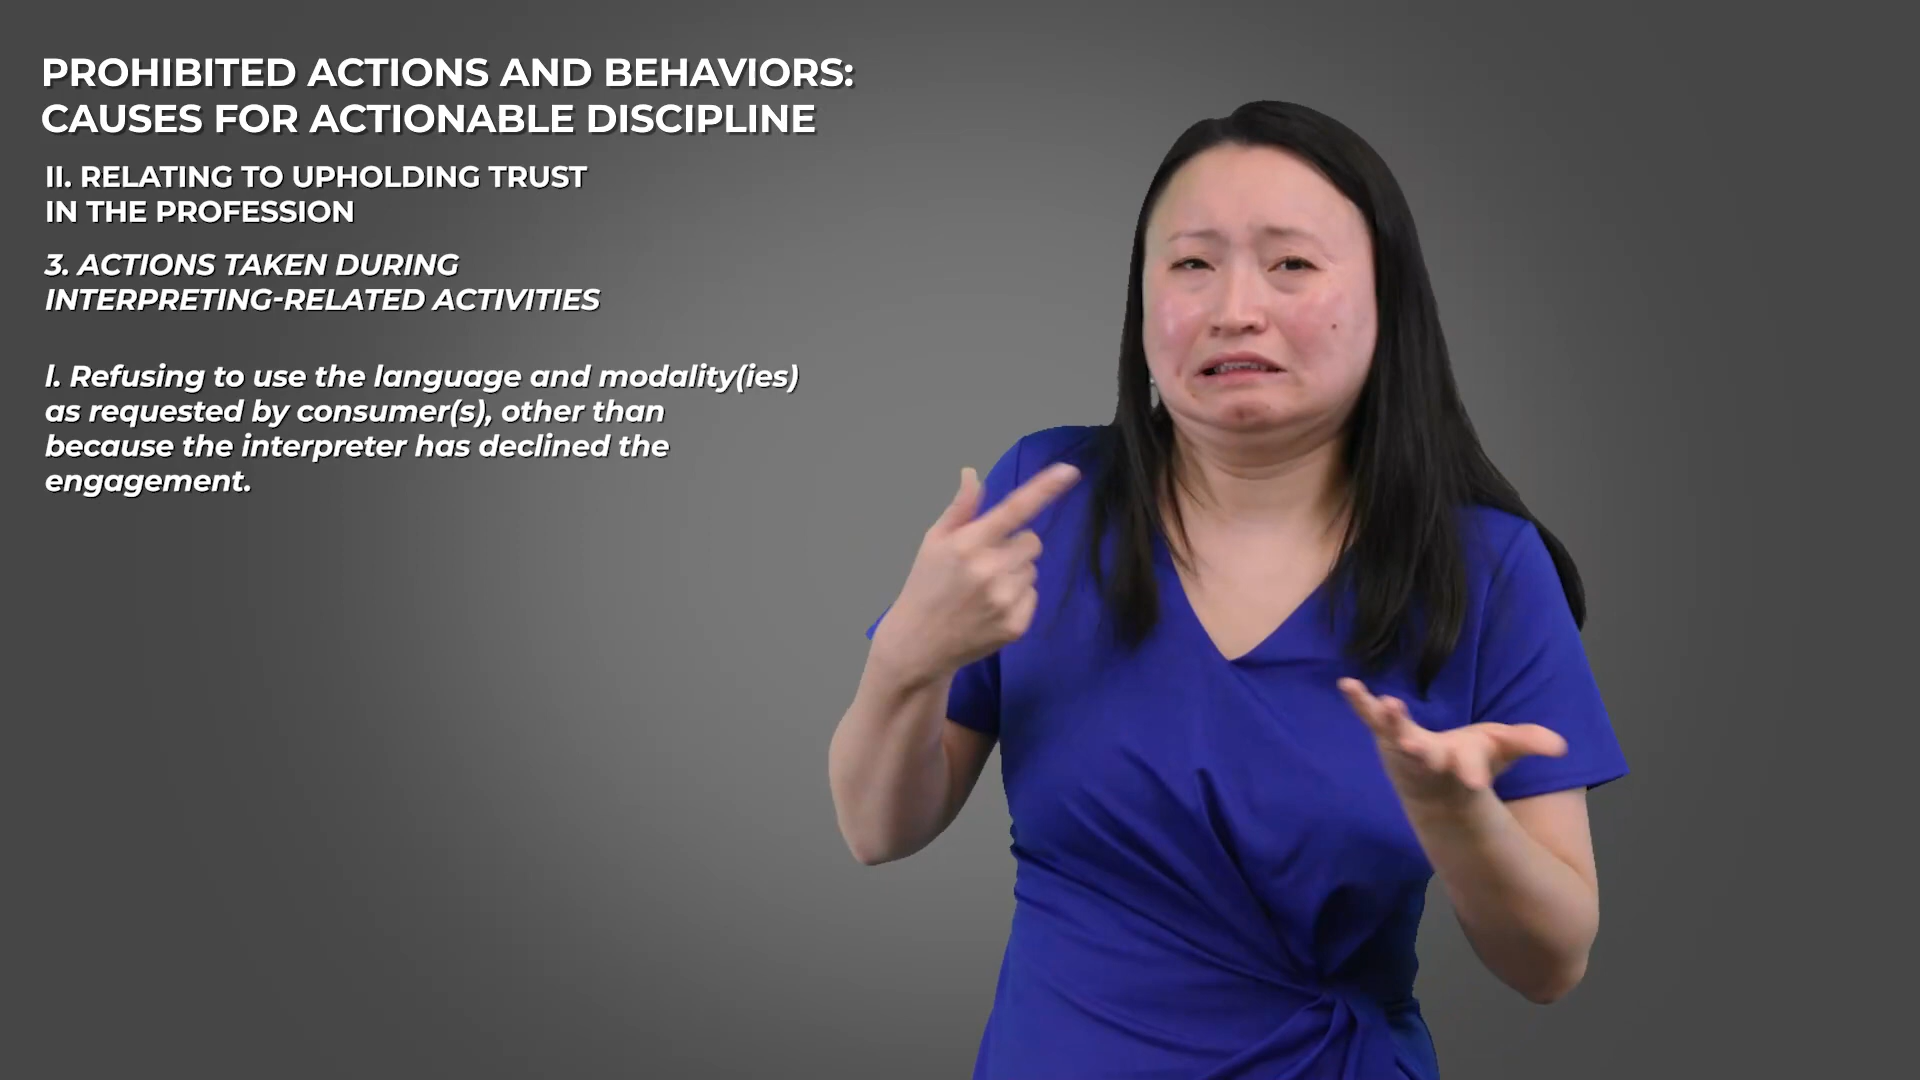 PROHIBITED ACTIONS AND BEHAVIORS:
CAUSES FOR ACTIONABLE DISCIPLINE
II. RELATING TO UPHOLDING TRUST
IN THE PROFESSION
3. ACTIONS TAKEN DURING
INTERPRETING-RELATED ACTIVITIES
l. Refusing to use the language and modality(ies)
as requested by consumer(s), other than
because the interpreter has declined the
engagement.